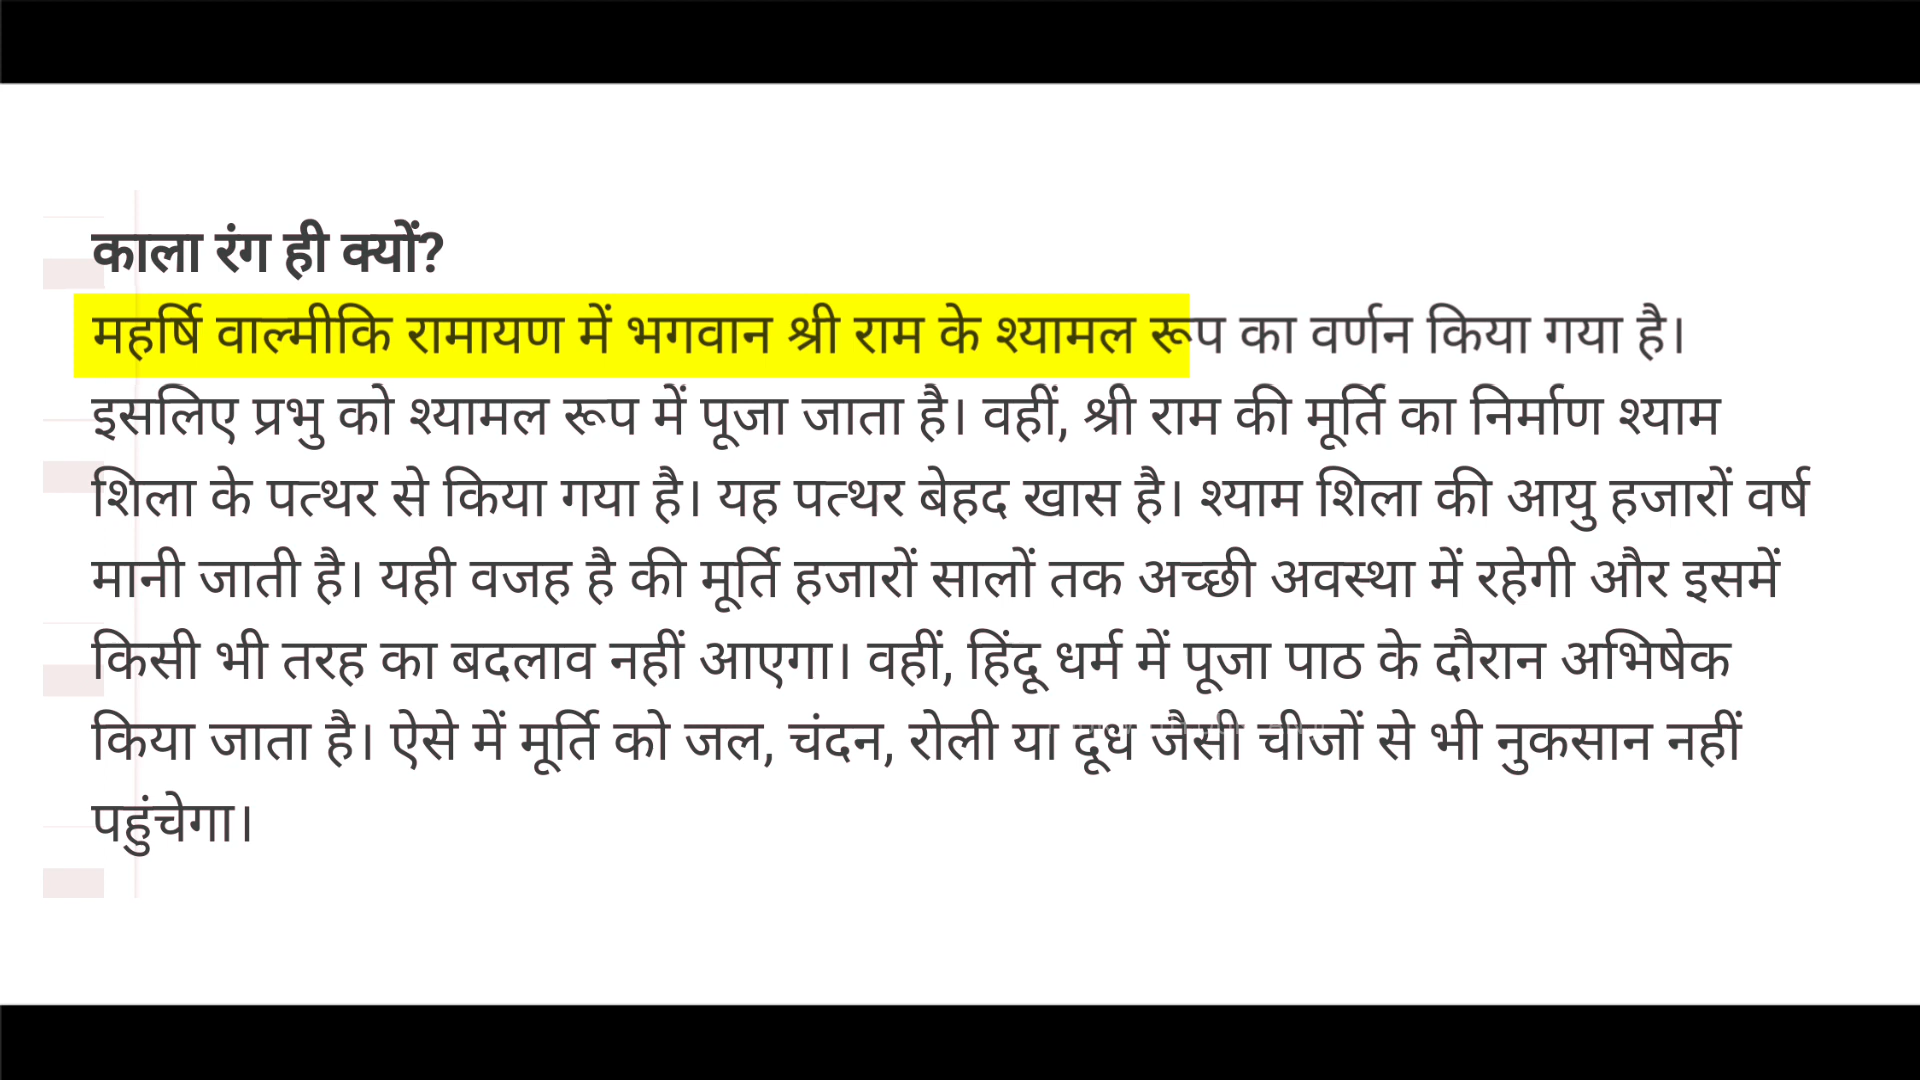 काला रंग ही क्यों?
महर्षि वाल्मीकि रामायण में भगवान श्री राम के श्यामल रूप का वर्णन किया गया है।
इसलिए प्रभु को श्यामल रूप में पूजा जाता है। वहीं, श्री राम की मूर्ति का निर्माण श्याम
शिला के पत्थर से किया गया है। यह पत्थर बेहद खास है। श्याम शिला की आयु हजारों वर्ष
मानी जाती है। यही वजह है की मूर्ति हजारों सालों तक अच्छी अवस्था में रहेगी और इसमें
किसी भी तरह का बदलाव नहीं आएगा। वहीं, हिंदू धर्म में पूजा पाठ के दौरान अभिषेक
किया जाता है। ऐसे में मूर्ति को जल, चंदन, रोली या दूध जैसी चीजों से भी नुकसान नहीं
पहुंचेगा।